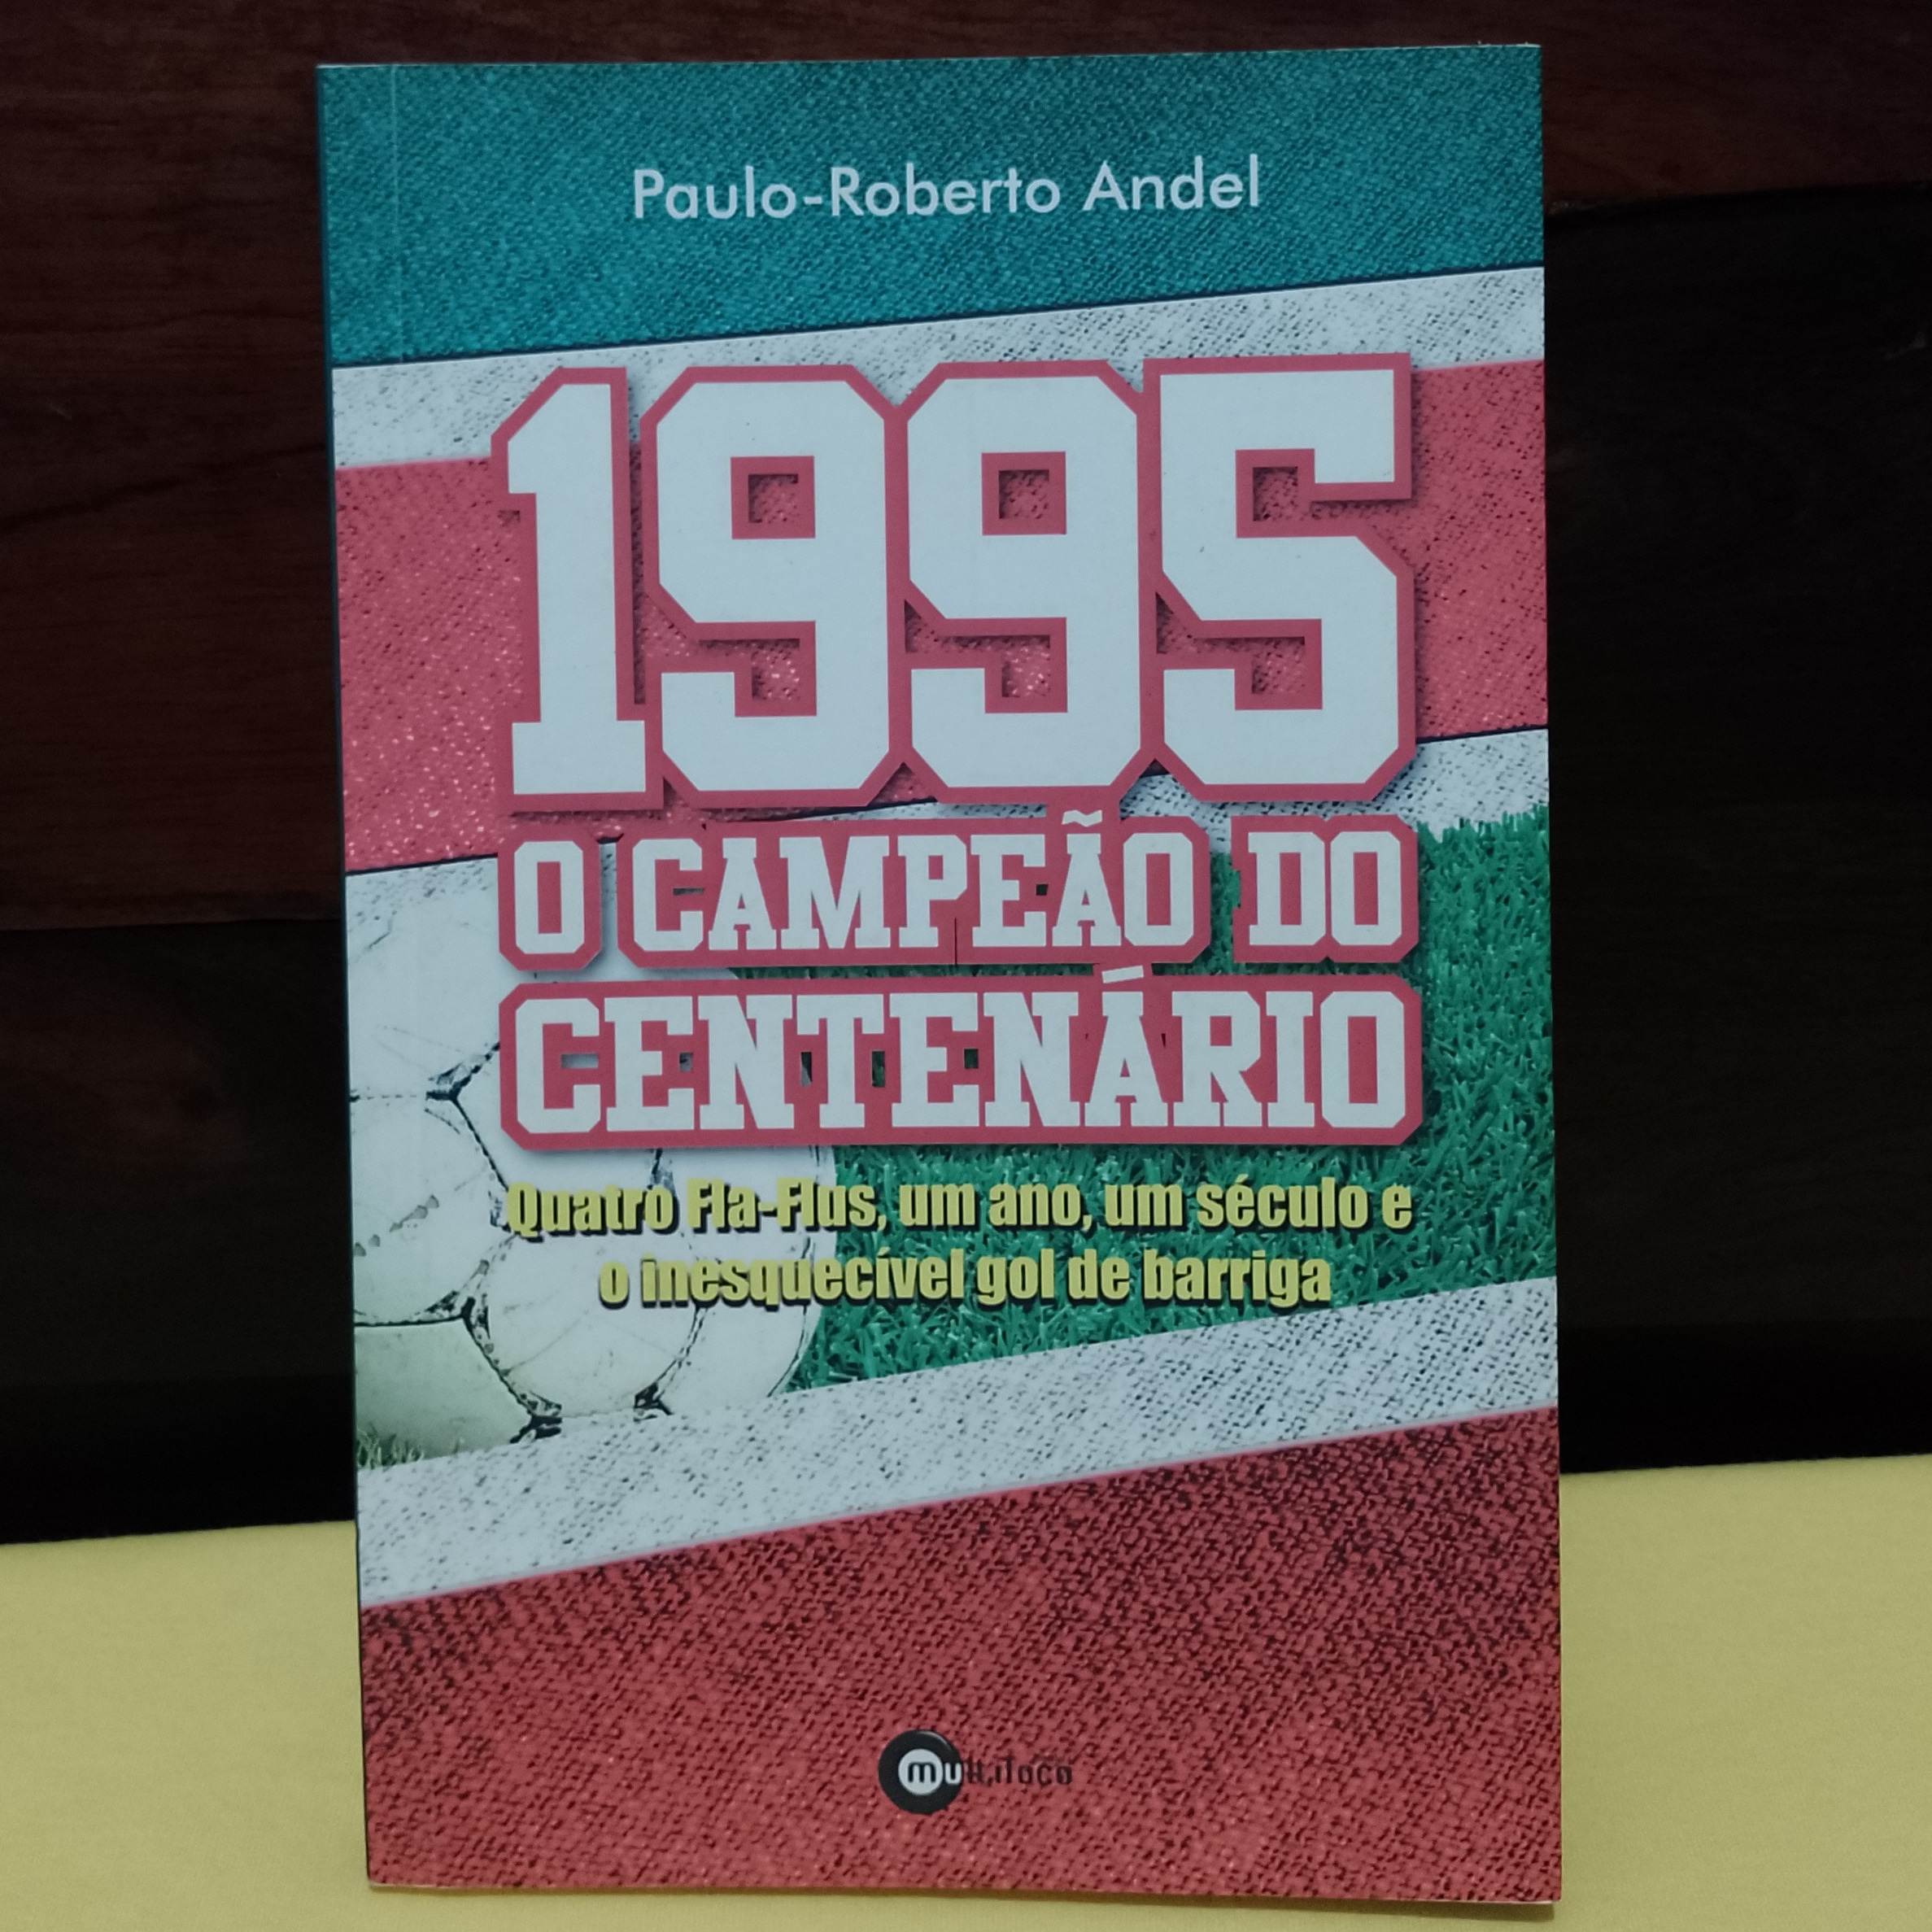 Paulo-Roberto Andel
1995
O CAMPEÃO DO
CENTENÁRIO
Quatro Fla-Flus, um ano, um século e
o inesquecível gol de barriga
multifoco